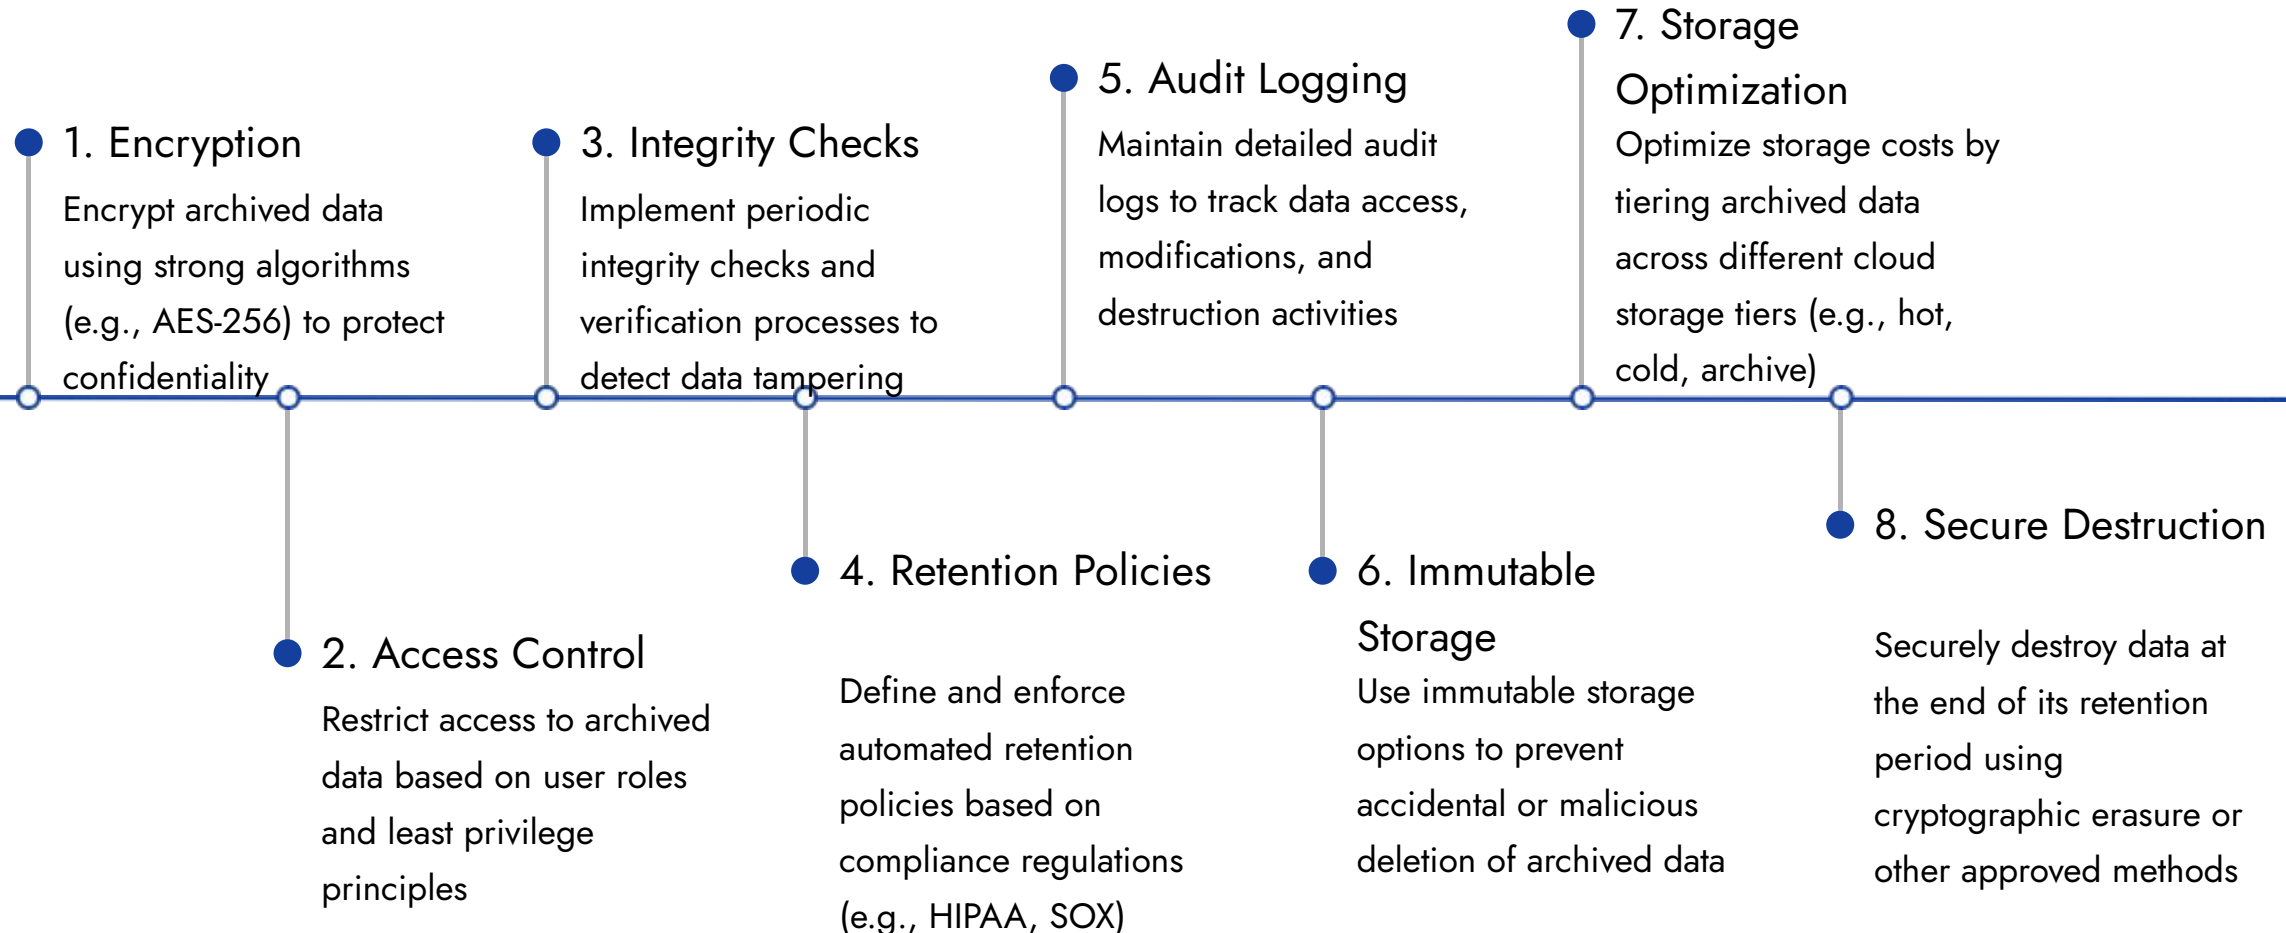 1. Encryption
Encrypt archived data
using strong algorithms
(e.g., AES-256) to protect
confidentiality
2. Access Control
Restrict access to archived
data based on user roles
and least privilege
principles
3. Integrity Checks
Implement periodic
integrity checks and
verification processes to
detect data tampering
4. Retention Policies
Define and enforce
automated retention
policies based on
compliance regulations
(e.g., HIPAA, SOX)
5. Audit Logging
Maintain detailed audit
logs to track data access,
modifications, and
destruction activities
6. Immutable
Storage
Use immutable storage
options to prevent
accidental or malicious
deletion of archived data
7. Storage
Optimization
Optimize storage costs by
tiering archived data
across different cloud
storage tiers (e.g., hot,
cold, archive)
8. Secure Destruction
Securely destroy data at
the end of its retention
period using
cryptographic erasure or
other approved methods